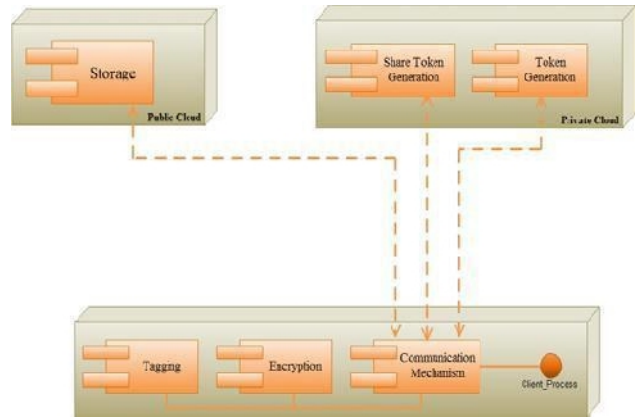 Storage
Public Cloud
Share Token
Generation
Token
Generation
Private Cloud
Tagging
Encryption
Communication
Mechanism
Client_Process